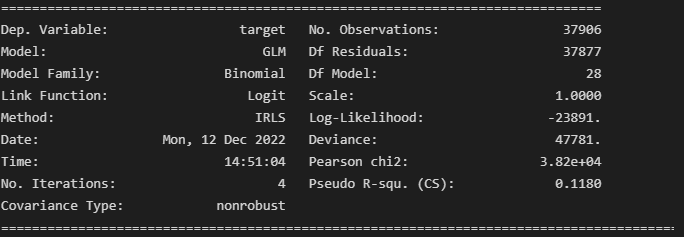 ==============================================================================
Dep. Variable:                 target   No. Observations:                37906
Model:                            GLM   Df Residuals:                    37877
Model Family:                Binomial   Df Model:                           28
Link Function:                  Logit   Scale:                          1.0000
Method:                          IRLS   Log-Likelihood:                -23891.
Date:                Mon, 12 Dec 2022   Deviance:                       47781.
Time:                        14:51:04   Pearson chi2:                 3.82e+04
No. Iterations:                     4   Pseudo R-squ. (CS):             0.1180
Covariance Type:            nonrobust
=======================================================================================